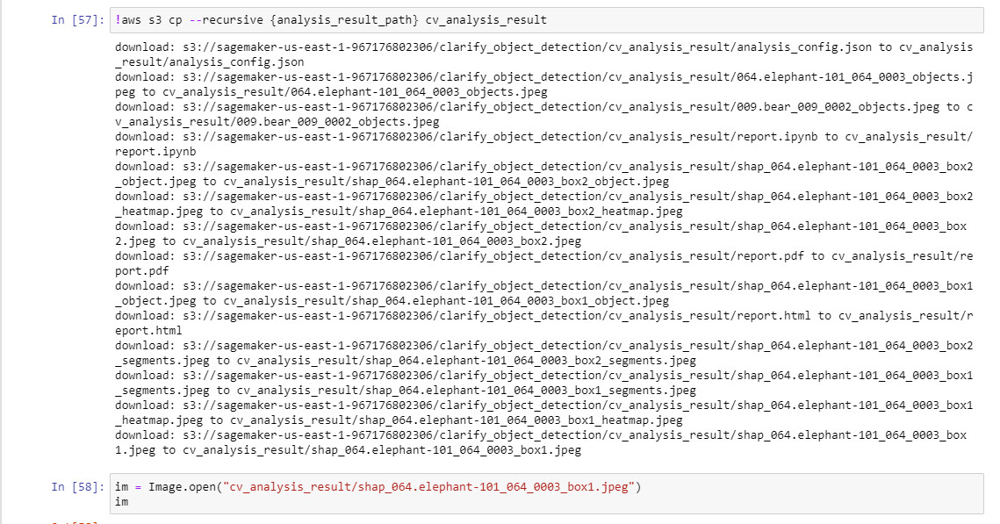 In [57]: !aws s3 cp --recursive {analysis_result_path} cv_analysis_result
download: s3://sagemaker-us-east-1-967176802306/clarify_object_detection/cv_analysis_result/analysis_config.json to cv_analysis
_result/analysis_config.json
download: s3://sagemaker-us-east-1-967176802306/clarify_object_detection/cv_analysis_result/064.elephant-101_064_0003_objects.j
peg to cv_analysis_result/064.elephant-101_064_0003_objects.jpeg
download: s3://sagemaker-us-east-1-967176802306/clarify_object_detection/cv_analysis_result/009.bear_009_0002_objects.jpeg to c
v_analysis_result/009.bear_009_0002_objects.jpeg
download: s3://sagemaker-us-east-1-967176802306/clarify_object_detection/cv_analysis_result/report.ipynb to cv_analysis_result/
report.ipynb
download: s3://sagemaker-us-east-1-967176802306/clarify_object_detection/cv_analysis_result/shap_064.elephant-101_064_0003_box2
_object.jpeg to cv_analysis_result/shap_064.elephant-101_064_0003_box2_object.jpeg
download: s3://sagemaker-us-east-1-967176802306/clarify_object_detection/cv_analysis_result/shap_064.elephant-101_064_0003_box2
_heatmap.jpeg to cv_analysis_result/shap_064.elephant-101_064_0003_box2_heatmap.jpeg
download: s3://sagemaker-us-east-1-967176802306/clarify_object_detection/cv_analysis_result/shap_064.elephant-101_064_0003_box
2.jpeg to cv_analysis_result/shap_064.elephant-101_064_0003_box2.jpeg
download: s3://sagemaker-us-east-1-967176802306/clarify_object_detection/cv_analysis_result/report.pdf to cv_analysis_result/re
port.pdf
download: s3://sagemaker-us-east-1-967176802306/clarify_object_detection/cv_analysis_result/shap_064.elephant-101_064_0003_box1
_object.jpeg to cv_analysis_result/shap_064.elephant-101_064_0003_box1_object.jpeg
download: s3://sagemaker-us-east-1-967176802306/clarify_object_detection/cv_analysis_result/report.html to cv_analysis_result/r
eport.html
download: s3://sagemaker-us-east-1-967176802306/clarify_object_detection/cv_analysis_result/shap_064.elephant-101_064_0003_box2
_segments.jpeg to cv_analysis_result/shap_064.elephant-101_064_0003_box2_segments.jpeg
download: s3://sagemaker-us-east-1-967176802306/clarify_object_detection/cv_analysis_result/shap_064.elephant-101_064_0003_box1
_segments.jpeg to cv_analysis_result/shap_064.elephant-101_064_0003_box1_segments.jpeg
download: s3://sagemaker-us-east-1-967176802306/clarify_object_detection/cv_analysis_result/shap_064.elephant-101_064_0003_box1
_heatmap.jpeg to cv_analysis_result/shap_064.elephant-101_064_0003_box1_heatmap.jpeg
download: s3://sagemaker-us-east-1-967176802306/clarify_object_detection/cv_analysis_result/shap_064.elephant-101_064_0003_box
1.jpeg to cv_analysis_result/shap_064.elephant-101_064_0003_box1.jpeg
In [58]: im = Image.open("cv_analysis_result/shap_064.elephant-101_064_0003_box1.jpeg")
im